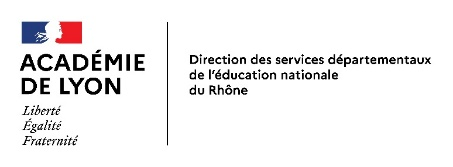 ACADÉMIE
DE LYON
Liberté
Égalité
Fraternité
Direction des services départementaux
de l'éducation nationale
du Rhône